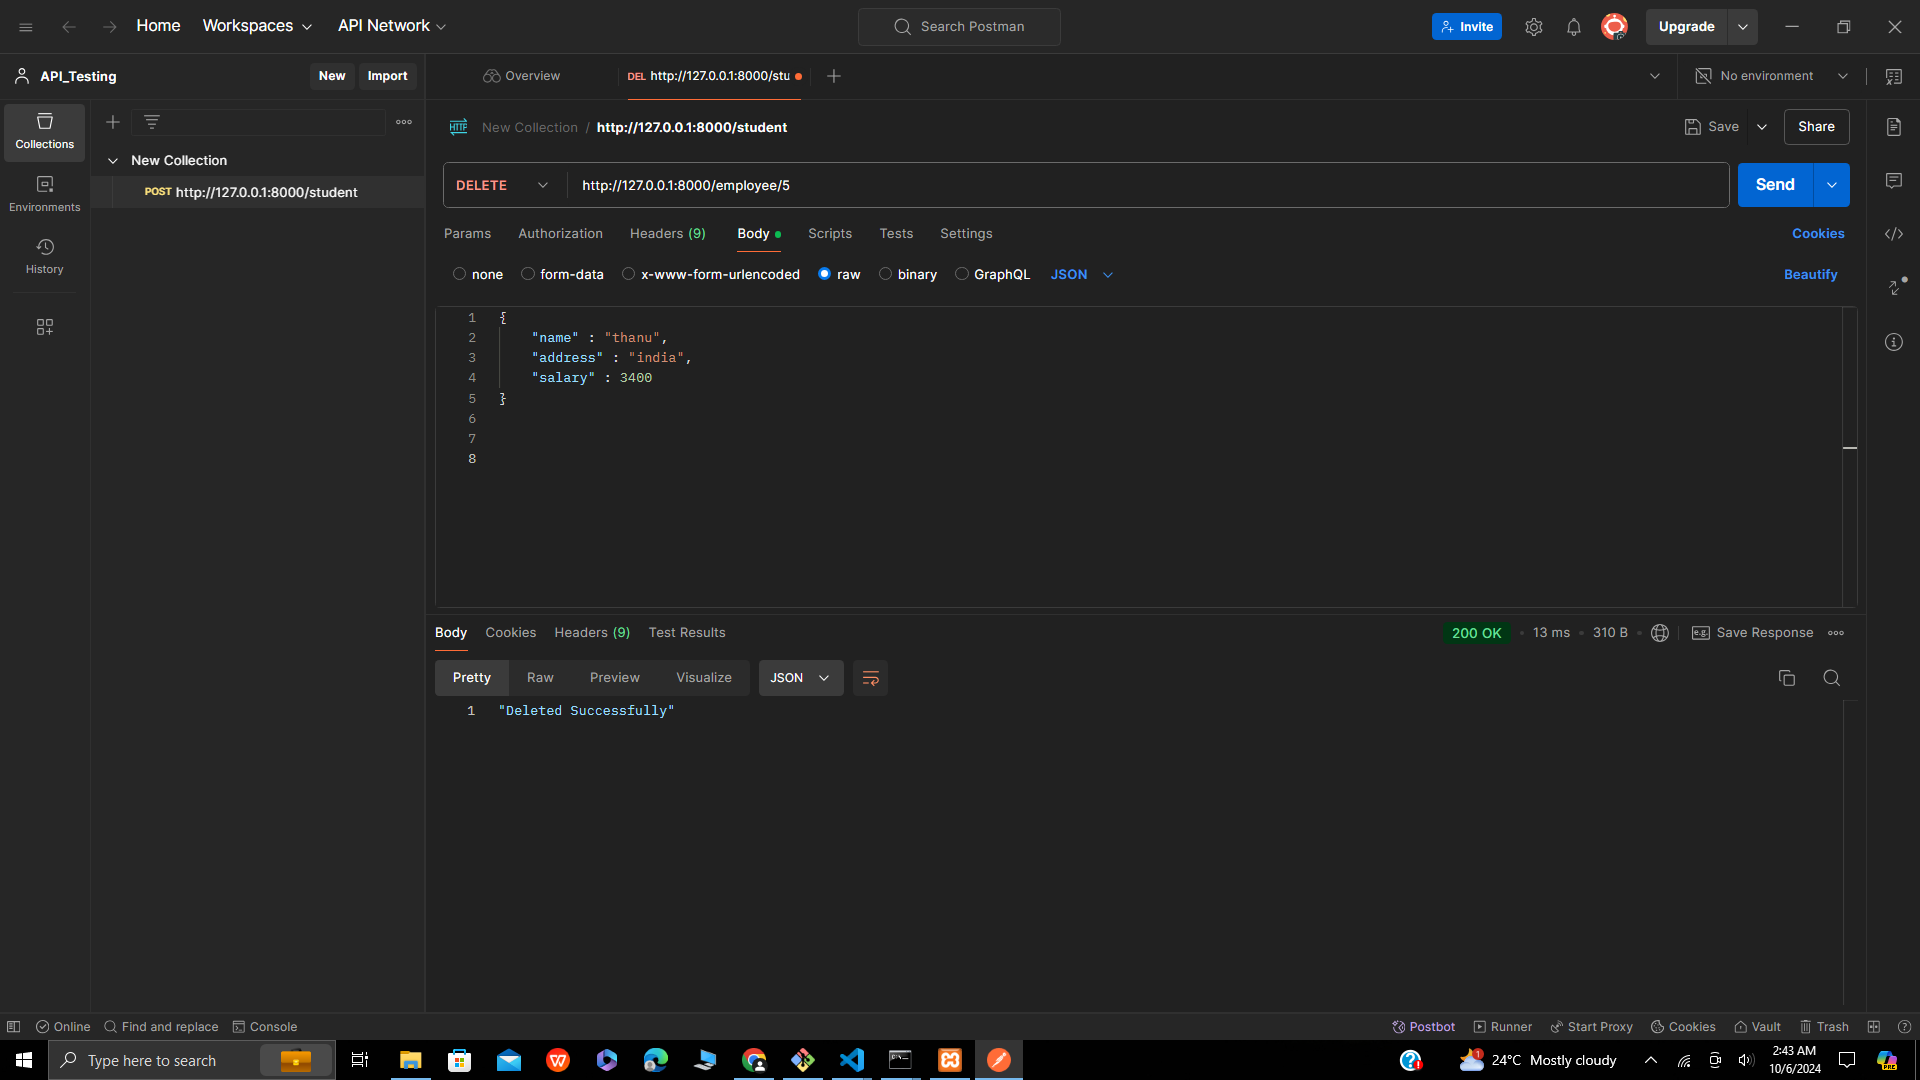 Home
Workspaces
API Network
Search Postman
Invite
Upgrade
API_Testing
New
Import
Overview
DEL http://127.0.0.1:8000/stu
No environment
Collections
New Collection
POST http://127.0.0.1:8000/student
Environments
History
HTTP New Collection / http://127.0.0.1:8000/student
Save
Share
DELETE
http://127.0.0.1:8000/employee/5
Send
Params
Authorization
Headers (9)
Body
Scripts
Tests
Settings
Cookies
none
form-data
x-www-form-urlencoded
raw
binary
GraphQL
JSON
Beautify
1 {
2 "name" : "thanu",
3 "address" : "india",
4 "salary" : 3400
5 }
6
7
8
Body
Cookies
Headers (9)
Test Results
200 OK
13 ms
310 B
e.g. Save Response
Pretty
Raw
Preview
Visualize
JSON
1 "Deleted Successfully"
Online
Find and replace
Console
Postbot
Runner
Start Proxy
Cookies
Vault
Trash
Type here to search
1
24°C Mostly cloudy
2:43 AM
10/6/2024